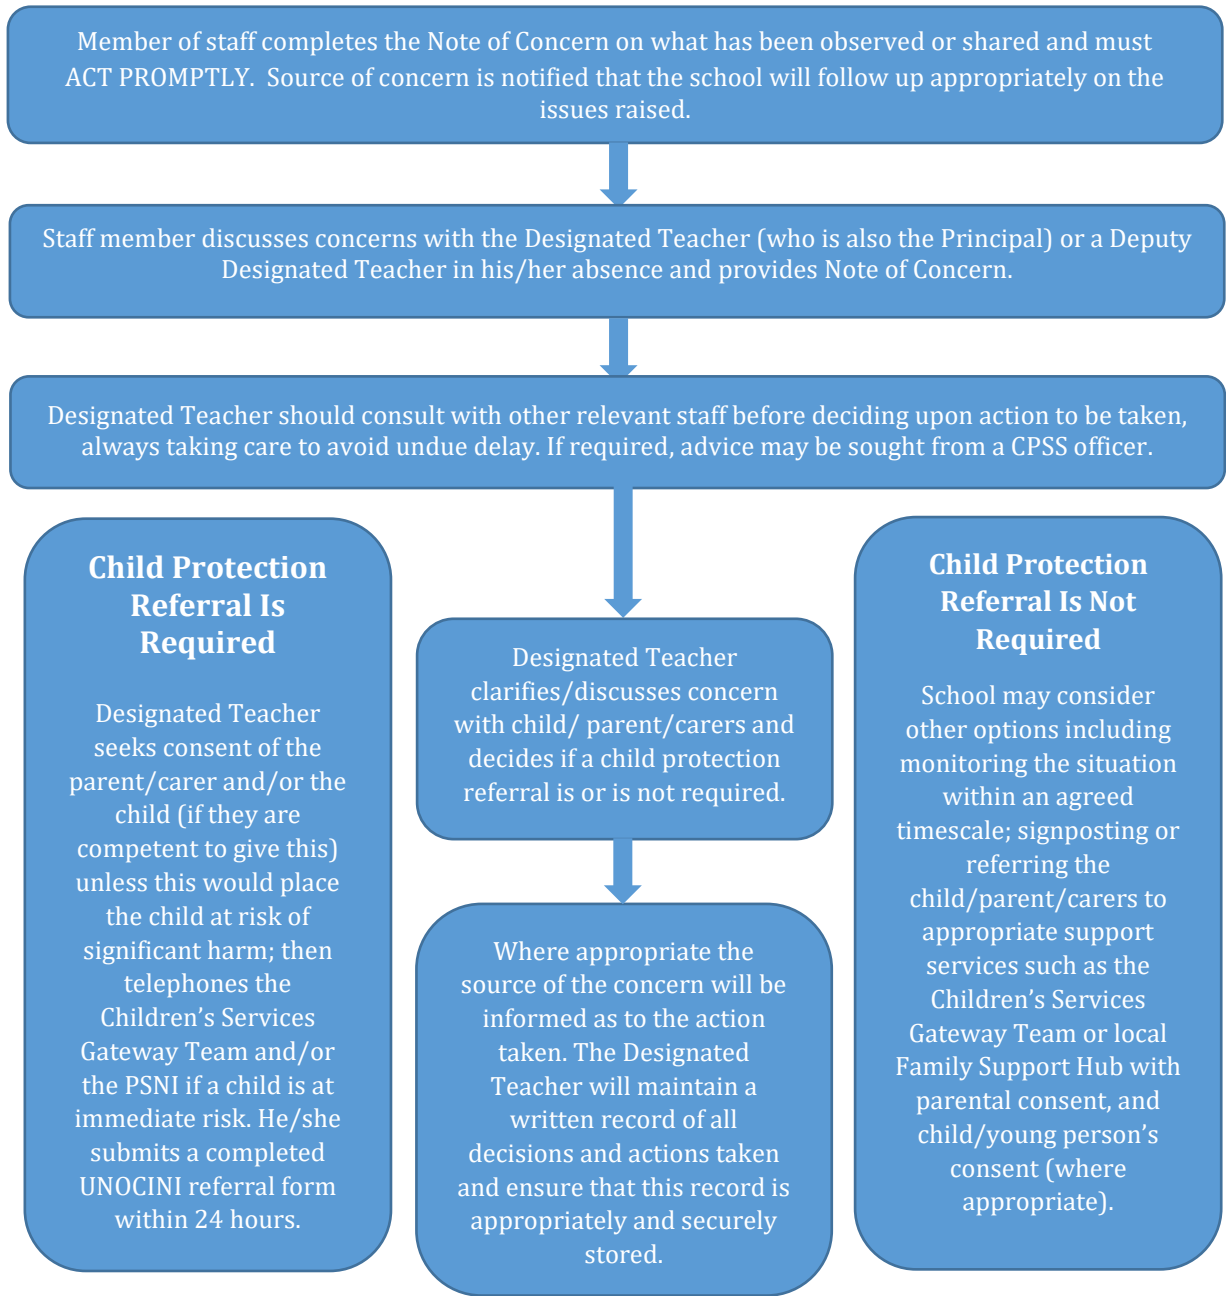 Member of staff completes the Note of Concern on what has been observed or shared and must
ACT PROMPTLY. Source of concern is notified that the school will follow up appropriately on the
issues raised.
Staff member discusses concerns with the Designated Teacher (who is also the Principal) or a Deputy
Designated Teacher in his/her absence and provides Note of Concern.
Designated Teacher should consult with other relevant staff before deciding upon action to be taken,
always taking care to avoid undue delay. If required, advice may be sought from a CPSS officer.
Child Protection
Referral Is
Required
Designated Teacher
seeks consent of the
parent/carer and/or the
child (if they are
competent to give this)
unless this would place
the child at risk of
significant harm; then
telephones the
Children’s Services
Gateway Team and/or
the PSNI if a child is at
immediate risk. He/she
submits a completed
UNOCINI referral form
within 24 hours.
Designated Teacher
clarifies/discusses concern
with child/ parent/carers and
decides if a child protection
referral is or is not required.
Where appropriate the
source of the concern will be
informed as to the action
taken. The Designated
Teacher will maintain a
written record of all
decisions and actions taken
and ensure that this record is
appropriately and securely
stored.
Child Protection
Referral Is Not
Required
School may consider
other options including
monitoring the situation
within an agreed
timescale; signposting or
referring the
child/parent/carers to
appropriate support
services such as the
Children’s Services
Gateway Team or local
Family Support Hub with
parental consent, and
child/young person’s
consent (where
appropriate).